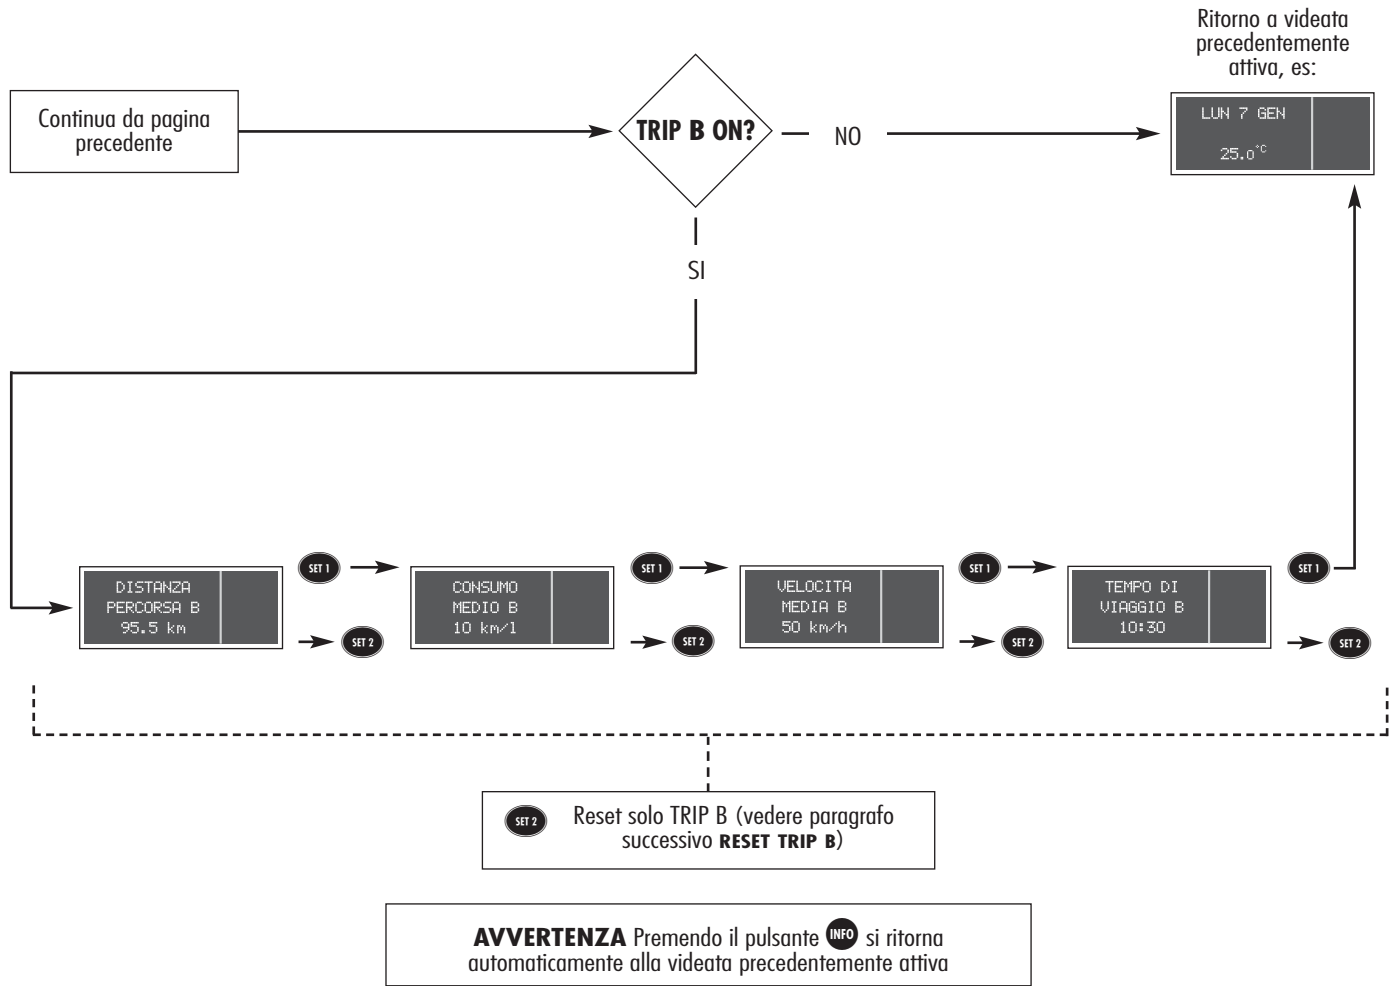 Ritorno a videata
precedentemente
attiva, es:
Continua da pagina
precedente
TRIP B ON?
NO
LUN 7 GEN
25.0°C
SI
DISTANZA
PERCORSA B
95.5 km
SET 1
SET 2
CONSUMO
MEDIO B
10 km/l
SET 1
SET 2
VELOCITA
MEDIA B
50 km/h
SET 1
SET 2
TEMPO DI
VIAGGIO B
10:30
SET 1
SET 2
SET 2 Reset solo TRIP B (vedere paragrafo
successivo RESET TRIP B)
AVVERTENZA Premendo il pulsante INFO si ritorna
automaticamente alla videata precedentemente attiva